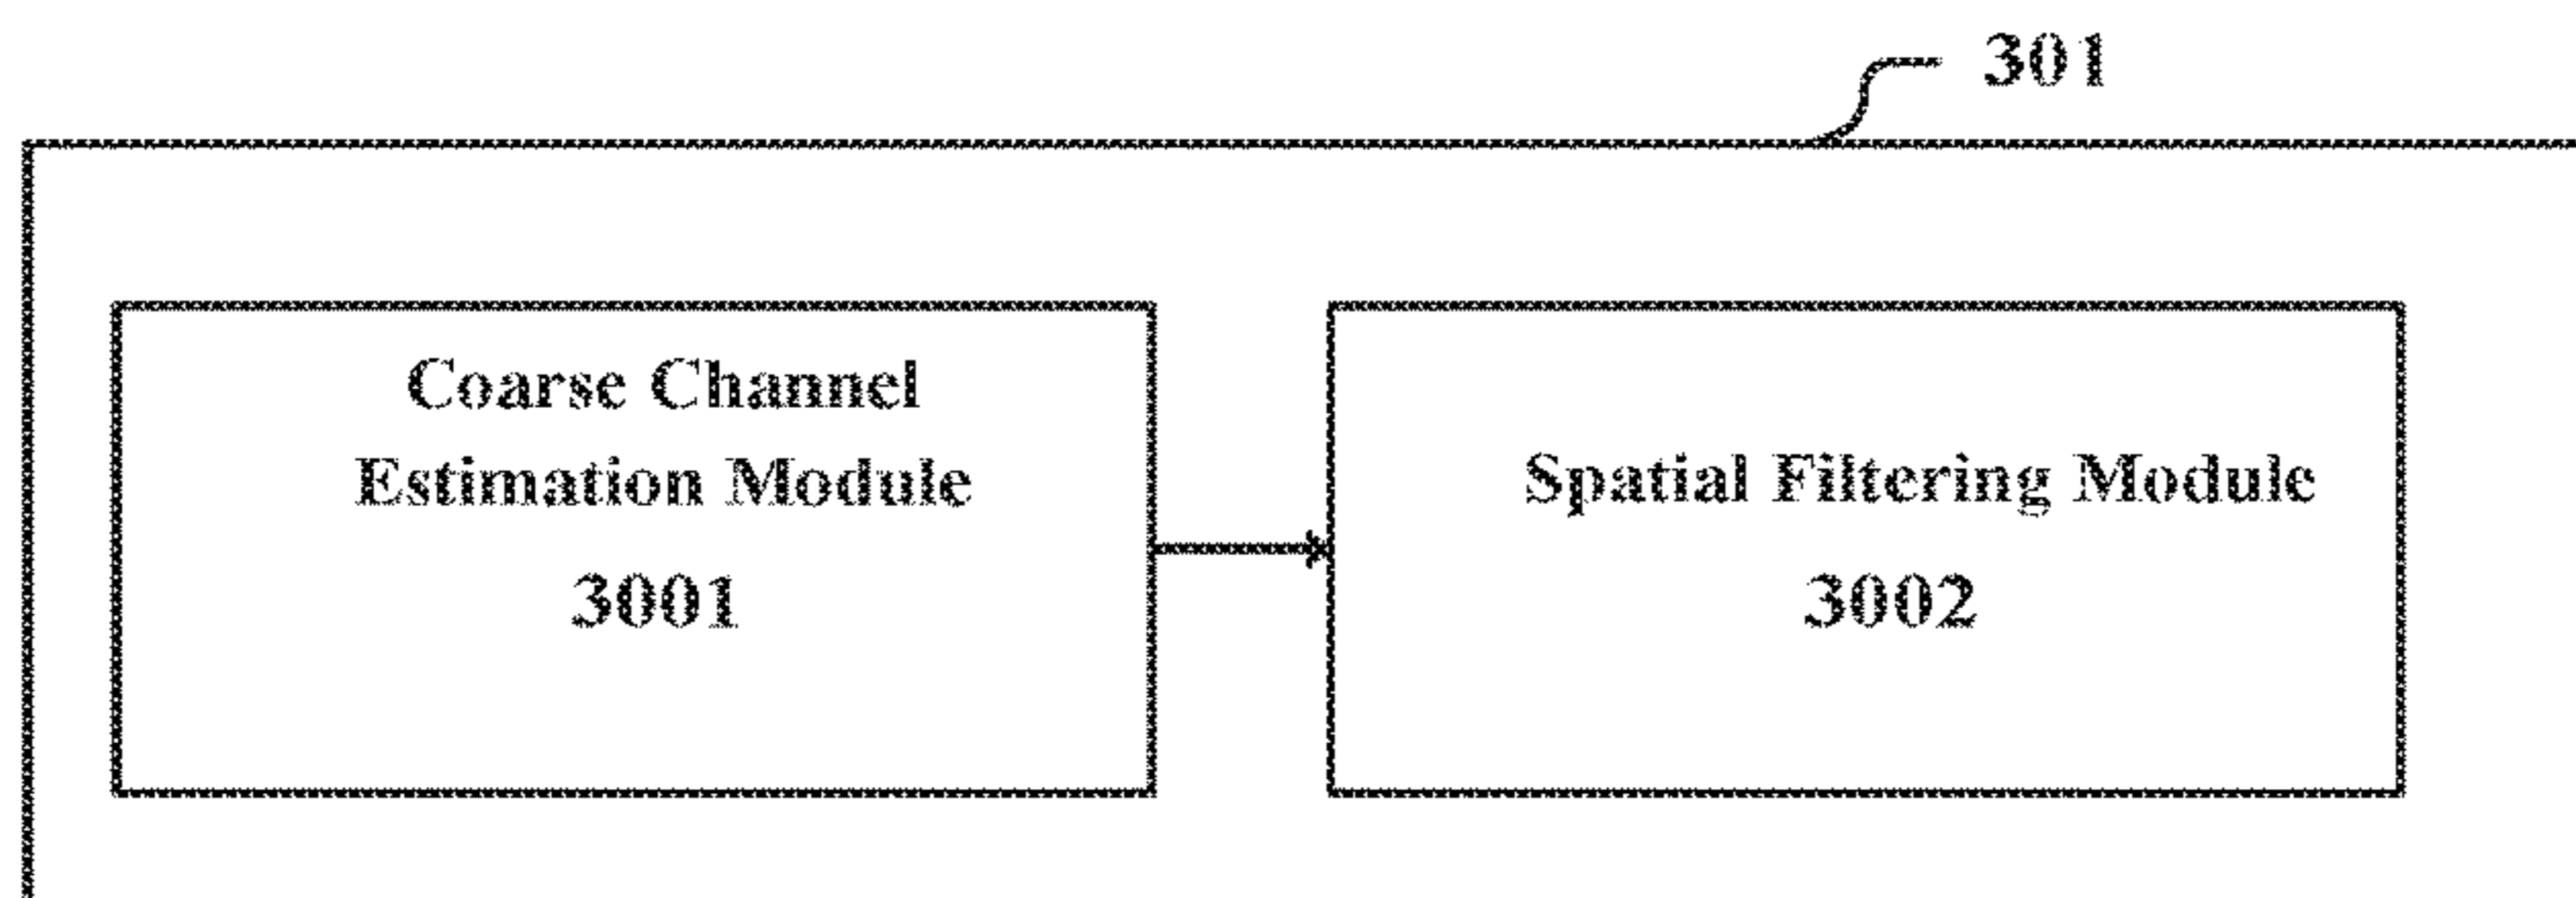 301
Coarse Channel
Estimation Module
3001
Spatial Filtering Module
3002